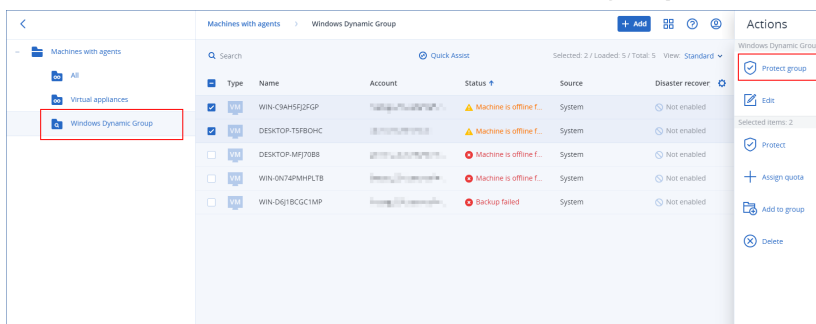 Machines with agents > Windows Dynamic Group
+ Add
Actions
Machines with agents
All
Virtual appliances
Windows Dynamic Group
Search
Quick Assist
Selected: 2 / Loaded: 5 / Total: 5 View: Standard
Type Name Account Status ↑ Source Disaster recover
VM WIN-C9AH5FJ2FGP Machine is offline f... System Not enabled
VM DESKTOP-TSFBOHC Machine is offline f... System Not enabled
VM DESKTOP-MFJ70B8 Machine is offline f... System Not enabled
VM WIN-0N74PMHPLTB Machine is offline f... System Not enabled
VM WIN-D6J1BCGC1MP Backup failed System Not enabled
Windows Dynamic Grou
Protect group
Edit
Selected items: 2
Protect
Assign quota
Add to group
Delete